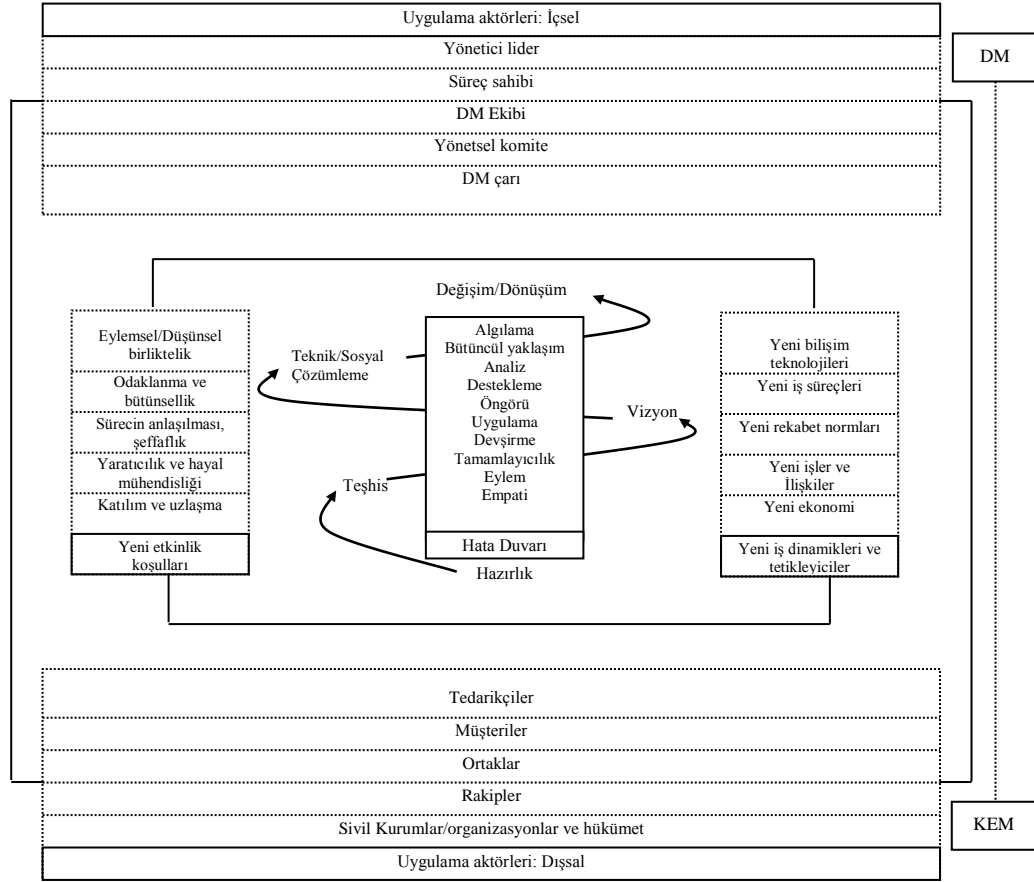 Uygulama aktörleri: İçsel
Yönetici lider
DM
Süreç sahibi
DM Ekibi
Yönetsel komite
DM çarı
Değişim/Dönüşüm
Eylemsel/Düşünsel
birliktelik
Odaklanma ve
bütünsellik
Sürecin anlaşılması,
şeffaflık
Yaratıcılık ve hayal
mühendisliği
Katılım ve uzlaşma
Yeni etkinlik
koşulları
Teknik/Sosyal
Çözümleme
Teşhis
Algılama
Bütüncül yaklaşım
Analiz
Destekleme
Öngörü
Uygulama
Devşirme
Tamamlayıcılık
Eylem
Empati
Hata Duvarı
Hazırlık
Vizyon
Yeni bilişim
teknolojileri
Yeni iş süreçleri
Yeni rekabet normları
Yeni işler ve
İlişkiler
Yeni ekonomi
Yeni iş dinamikleri ve
tetikleyiciler
Tedarikçiler
Müşteriler
Ortaklar
Rakipler
Sivil Kurumlar/organizasyonlar ve hükümet
KEM
Uygulama aktörleri: Dışsal